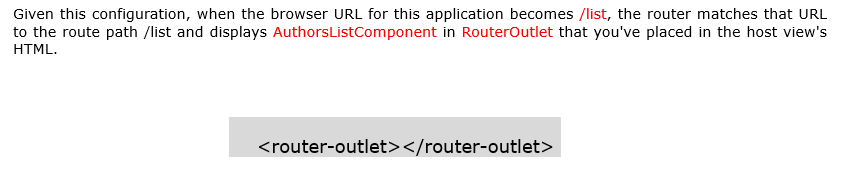 Given this configuration, when the browser URL for this application becomes /list, the router matches that URL
to the route path /list and displays AuthorsListComponent in RouterOutlet that you've placed in the host view's
HTML.
<router-outlet></router-outlet>